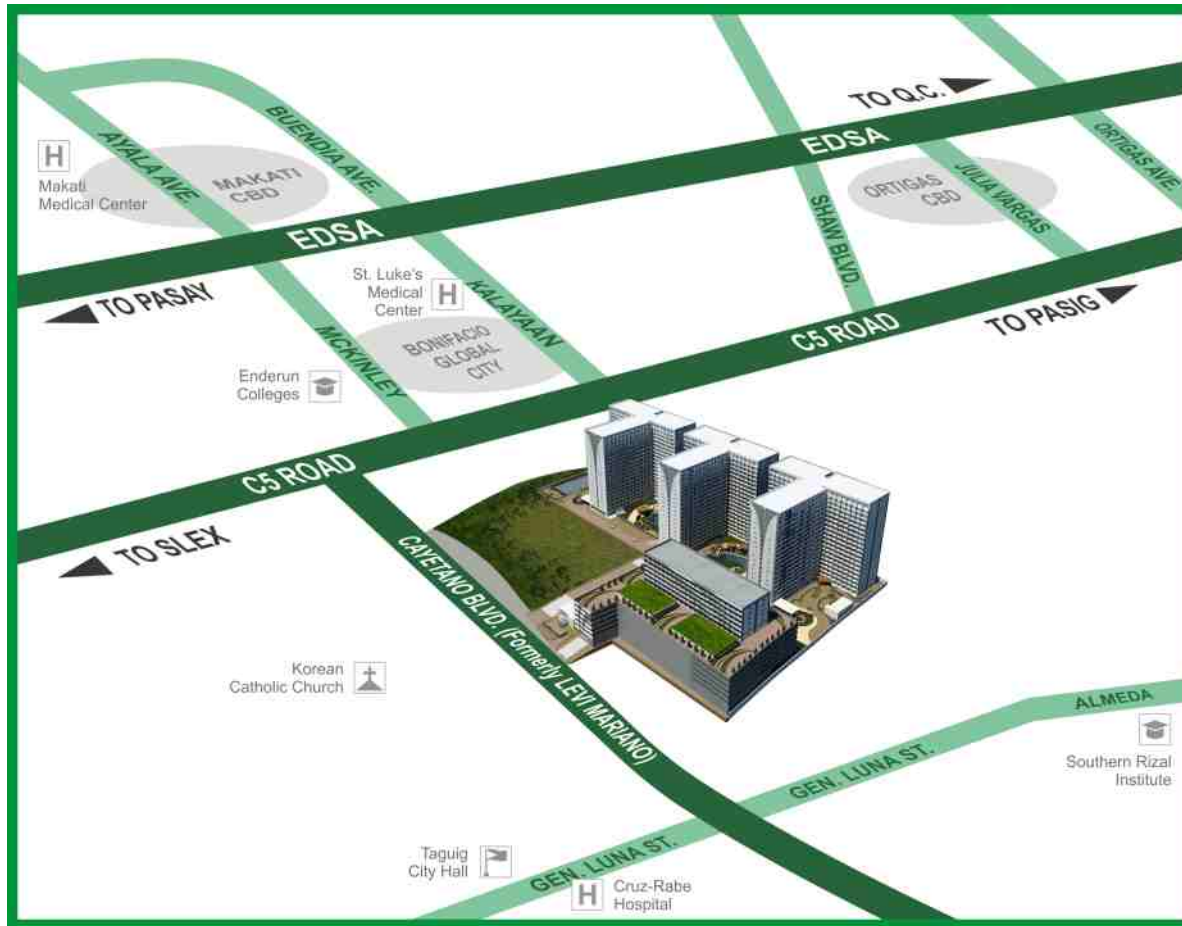 TO Q.C.
EDSA
BUENDIA AVE.
AYALA AVE.
ORTIGAS AVE.
JULIA VARGAS
H
Makati
Medical Center
MAKATI
CBD
ORTIGAS
CBD
SHAW BLVD.
EDSA
St. Luke's
Medical
Center
H
KALAYAAN
TO PASAY
TO PASIG
C5 ROAD
MCKINLEY
BONIFACIO
GLOBAL
CITY
Enderun
Colleges
C5 ROAD
TO SLEX
CAYETANO BLVD. (Formerly LEVI MARIANO)
Korean
Catholic Church
ALMEDA
GEN. LUNA ST.
Southern Rizal
Institute
Taguig
City Hall
GEN. LUNA ST.
H
Cruz-Rabe
Hospital